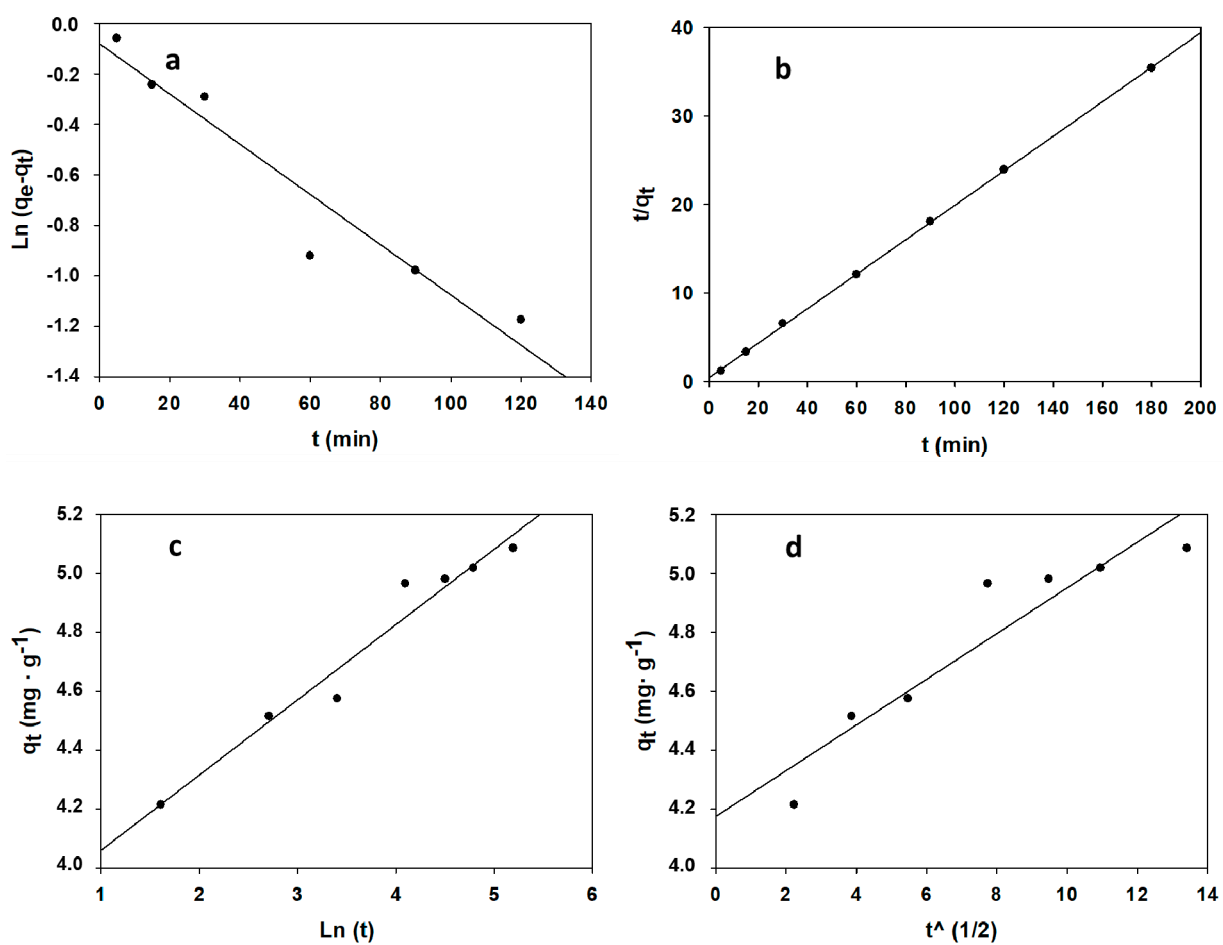 a
Ln (qe-qt)
0.0
-0.2
-0.4
-0.6
-0.8
-1.0
-1.2
-1.4
0 20 40 60 80 100 120 140
t (min)
b
t/qt
40
30
20
10
0
0 20 40 60 80 100 120 140 160 180 200
t (min)
c
qt (mg · g-1)
5.2
5.0
4.8
4.6
4.4
4.2
4.0
1 2 3 4 5 6
Ln (t)
d
qt (mg· g-1)
5.2
5.0
4.8
4.6
4.4
4.2
4.0
0 2 4 6 8 10 12 14
t^ (1/2)